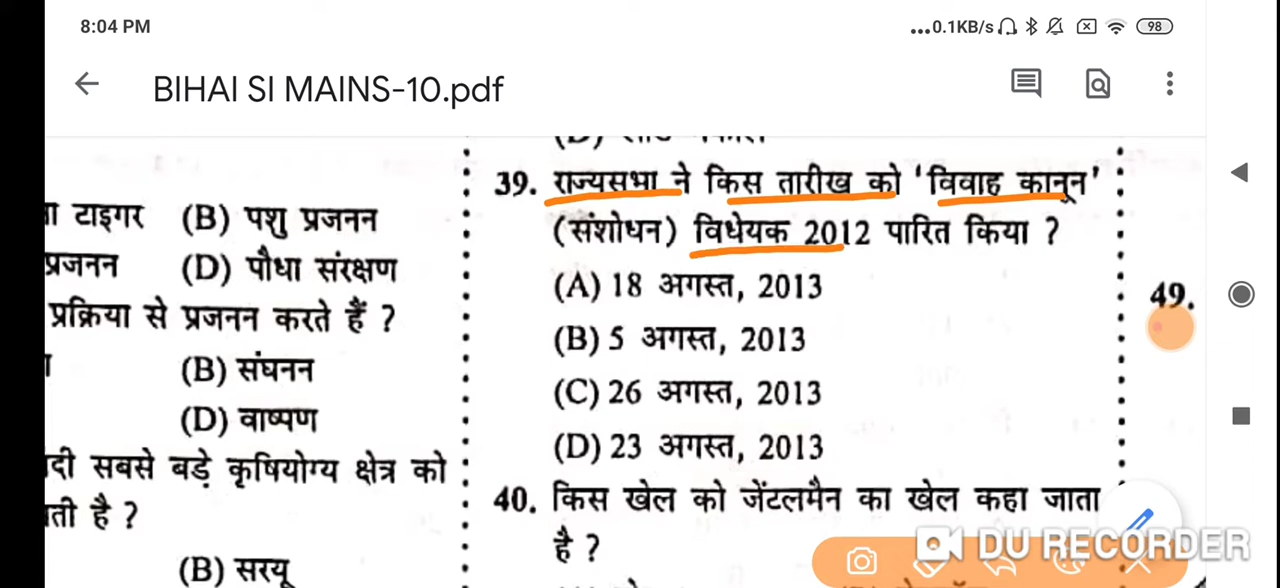 8:04 PM
...0.1KB/s 98
BIHAI SI MAINS-10.pdf
टाइगर (B) पशु प्रजनन
प्रजनन (D) पौधा संरक्षण
प्रक्रिया से प्रजनन करते हैं ?
(B) संघनन
(D) वाष्पण
सबसे बड़े कृषियोग्य क्षेत्र को
है ?
(B) सरयू
(D)
39. राज्यसभा ने किस तारीख को 'विवाह कानून'
(संशोधन) विधेयक 2012 पारित किया ?
(A) 18 अगस्त, 2013
(B) 5 अगस्त, 2013
(C) 26 अगस्त, 2013
(D) 23 अगस्त, 2013
40. किस खेल को जेंटलमैन का खेल कहा जाता
है ?
49.
DU RECORDER